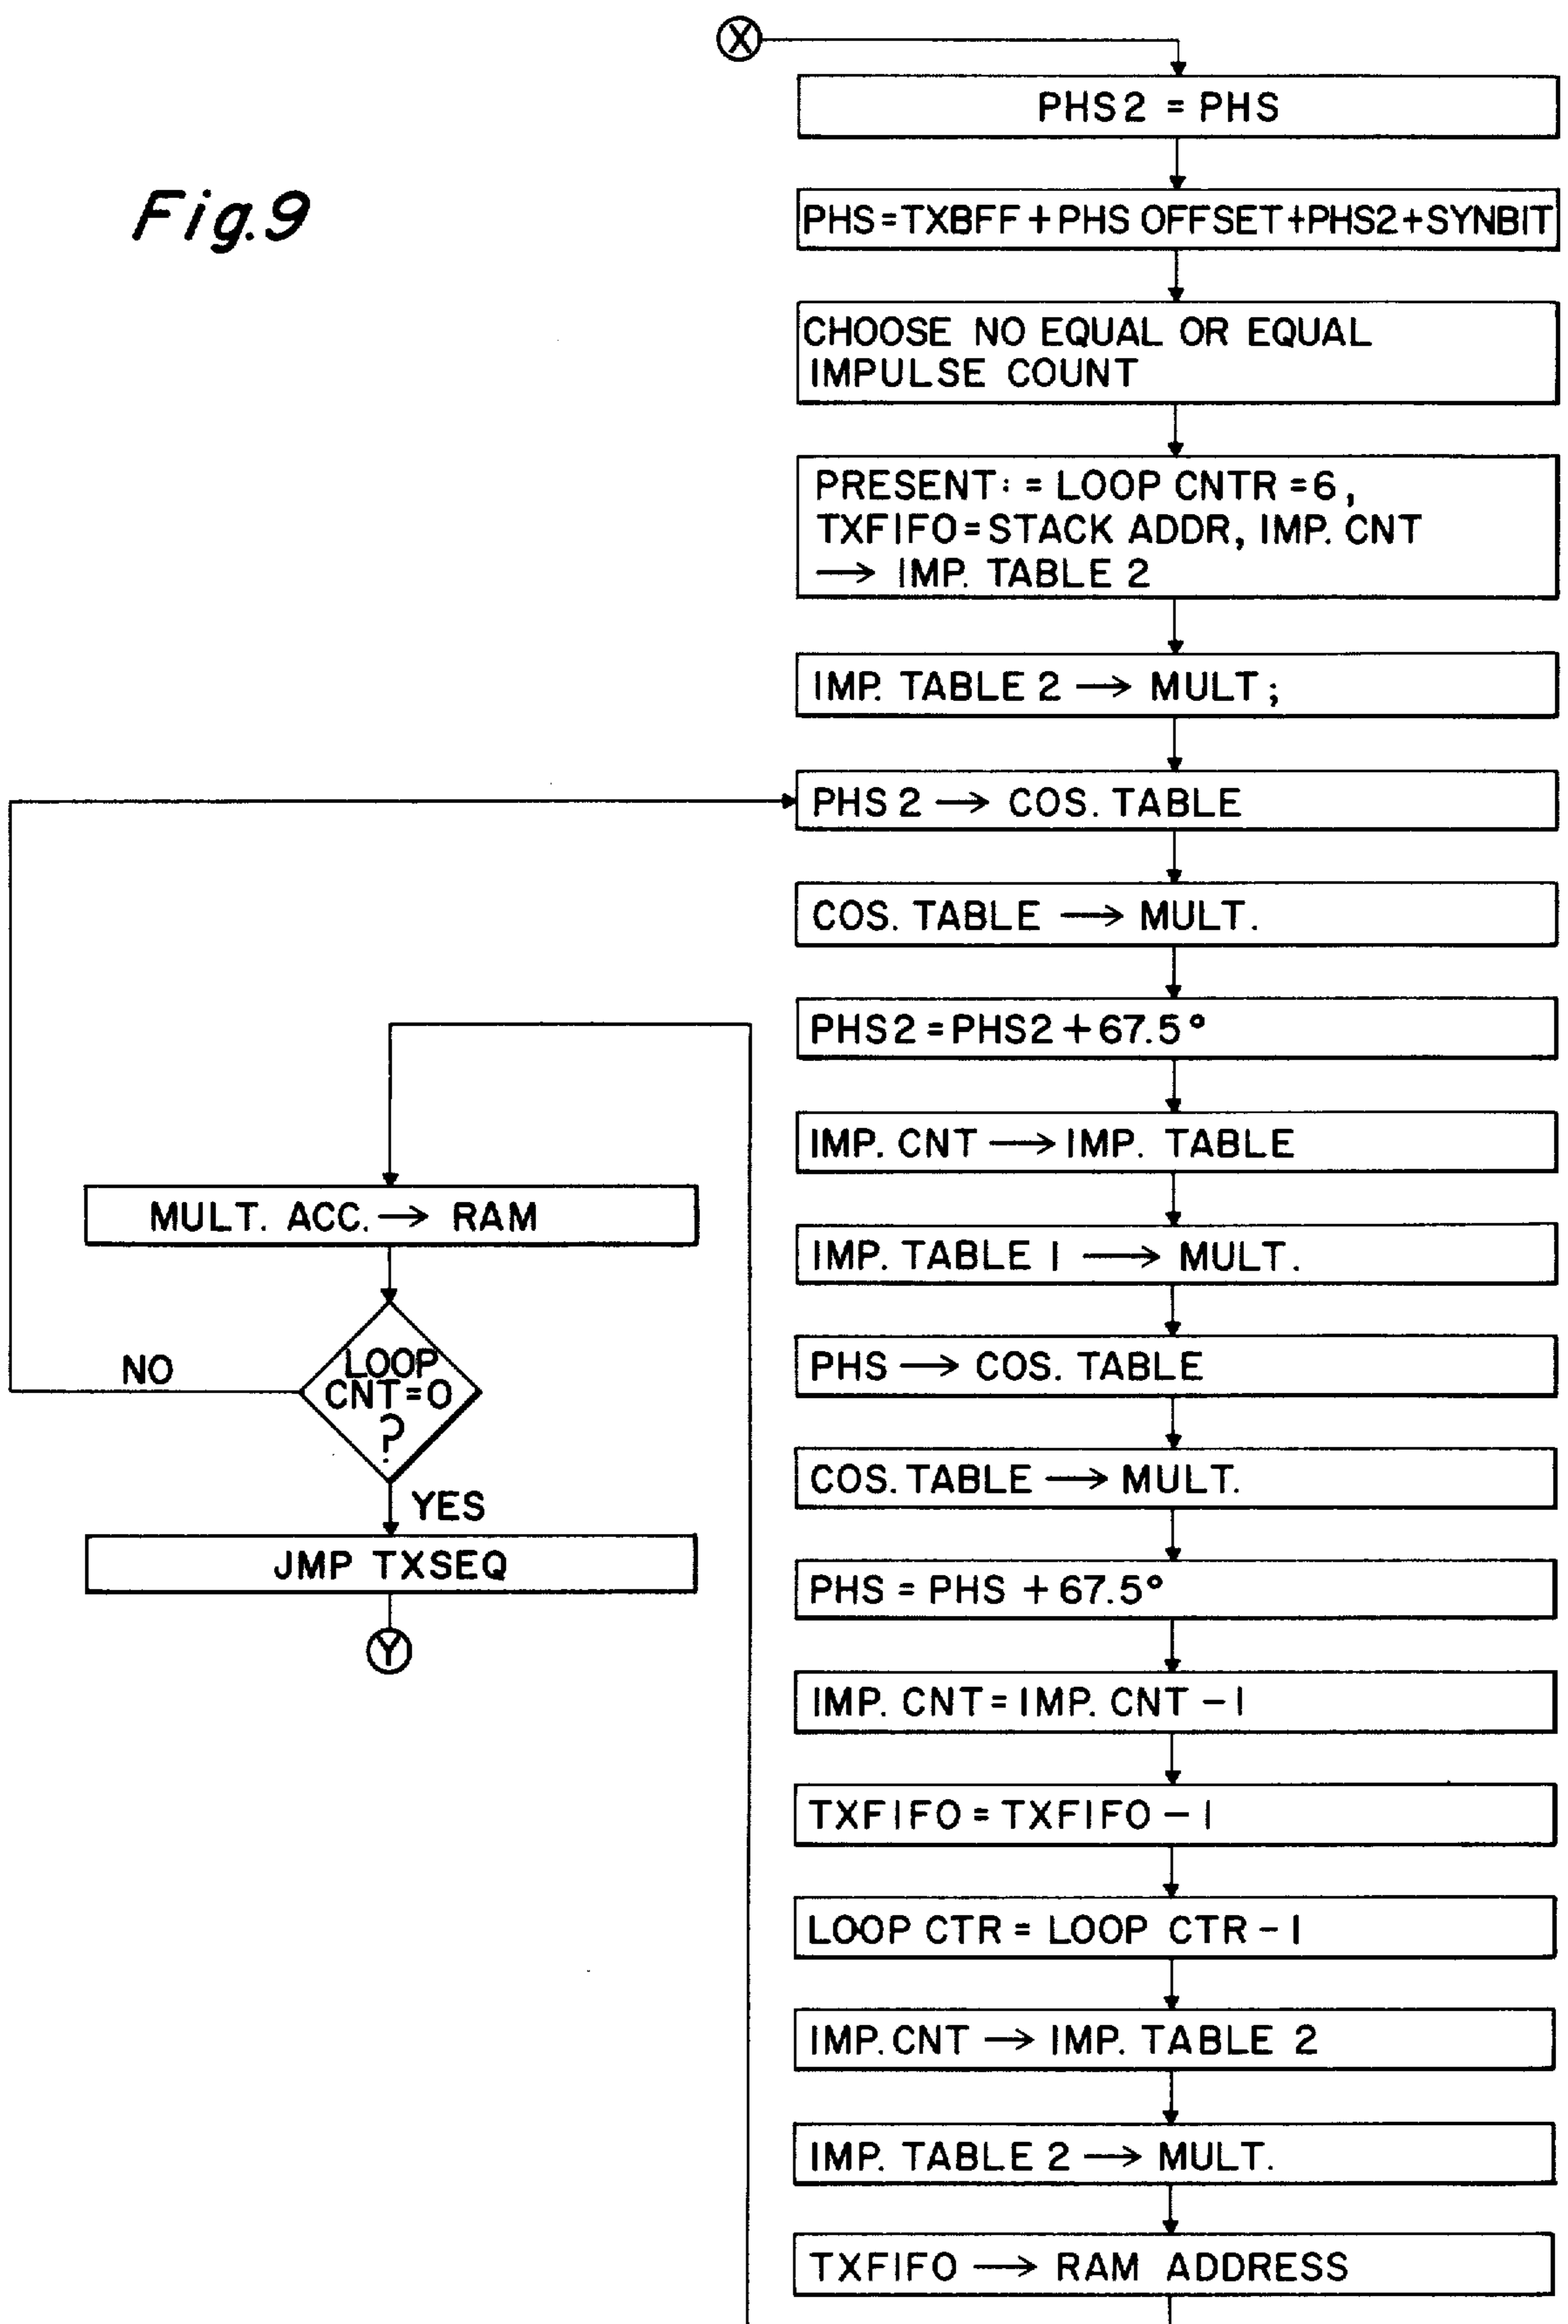 X
Fig.9
PHS2 = PHS
PHS=TXBFF+PHS OFFSET+PHS2+SYNBIT
CHOOSE NO EQUAL OR EQUAL
IMPULSE COUNT
PRESENT: = LOOP CNTR =6,
TXFIFO=STACK ADDR, IMP. CNT
→ IMP. TABLE 2
IMP. TABLE 2 → MULT;
PHS 2 → COS. TABLE
COS. TABLE → MULT.
PHS2 = PHS2 + 67.5°
IMP. CNT → IMP. TABLE
IMP. TABLE 1 → MULT.
PHS → COS. TABLE
COS. TABLE → MULT.
PHS = PHS + 67.5°
IMP. CNT = IMP. CNT - 1
TXFIFO = TXFIFO - 1
LOOP CTR = LOOP CTR - 1
IMP. CNT → IMP. TABLE 2
IMP. TABLE 2 → MULT.
TXFIFO → RAM ADDRESS
MULT. ACC. → RAM
LOOP
CNT=0
?
NO
YES
JMP TXSEQ
Y